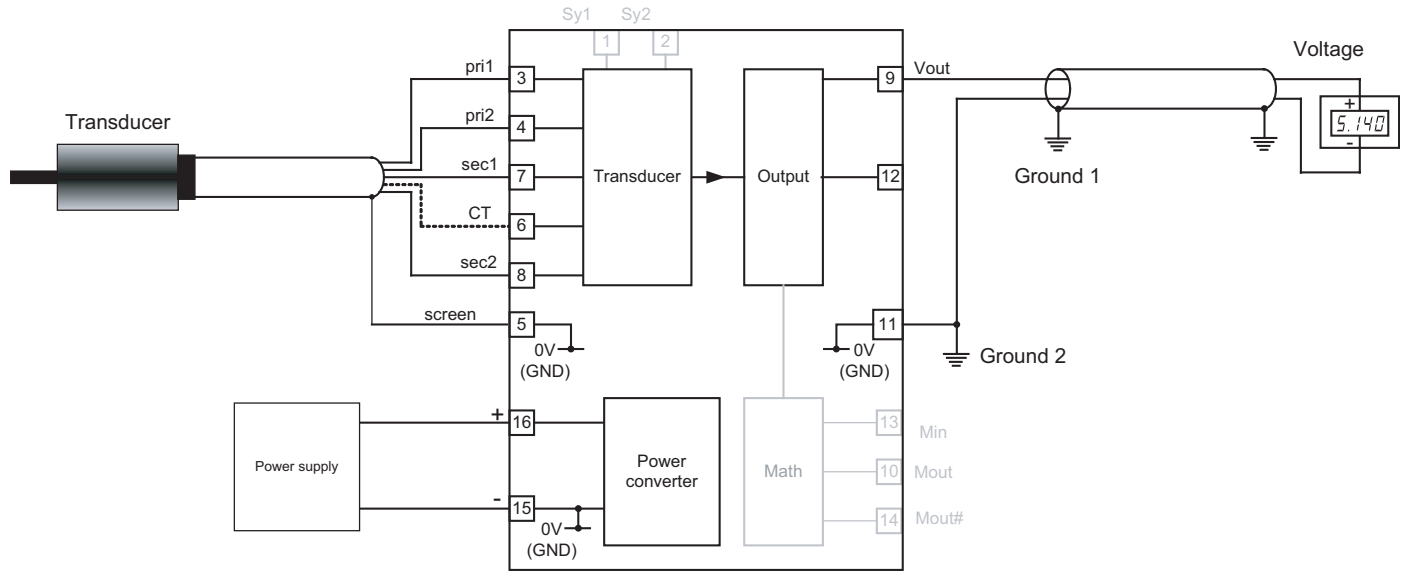 Sy1 Sy2
1 2
Voltage
pri1 3
9 Vout
+
5.140
-
Transducer
pri2 4
sec1 7
Transducer
Output
12
Ground 1
CT 6
sec2 8
screen 5
11
0V
(GND)
0V
(GND)
Ground 2
+ 16
13 Min
Power supply
Power
converter
Math
10 Mout
- 15
14 Mout#
0V
(GND)